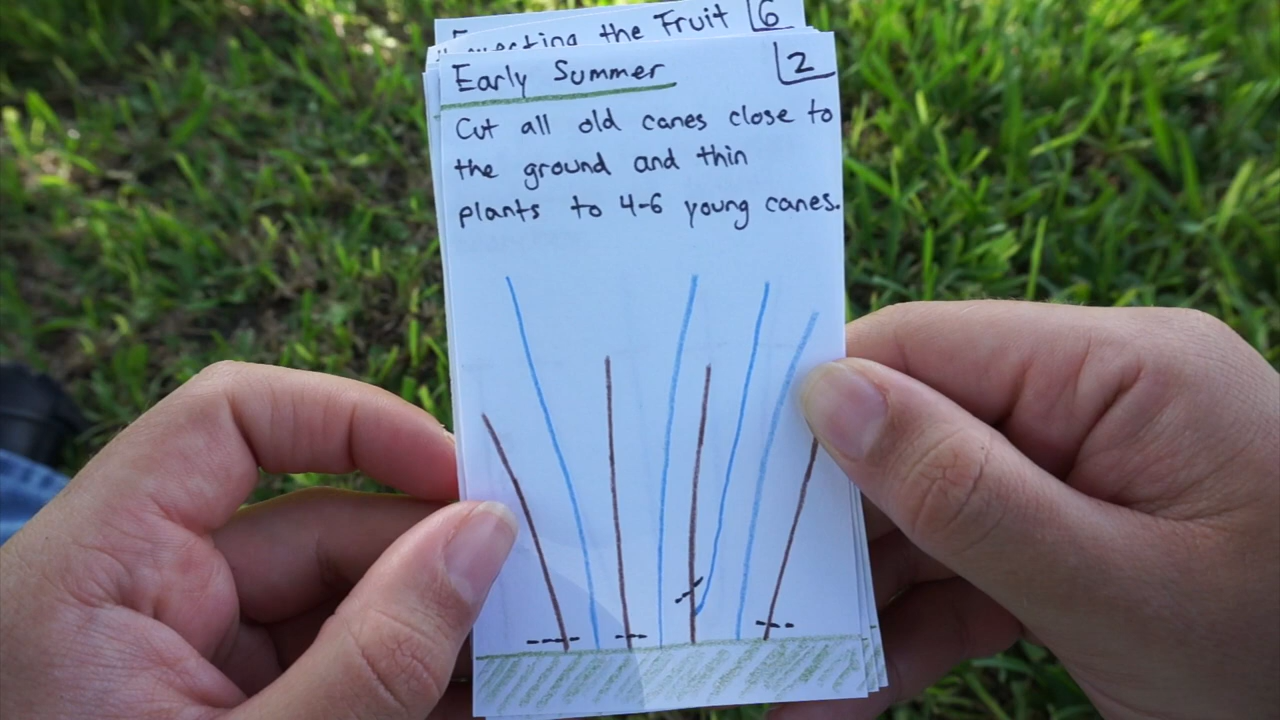 the Fruit 6
Early Summer 2
Cut all old canes close to
the ground and thin
plants to 4-6 young canes.